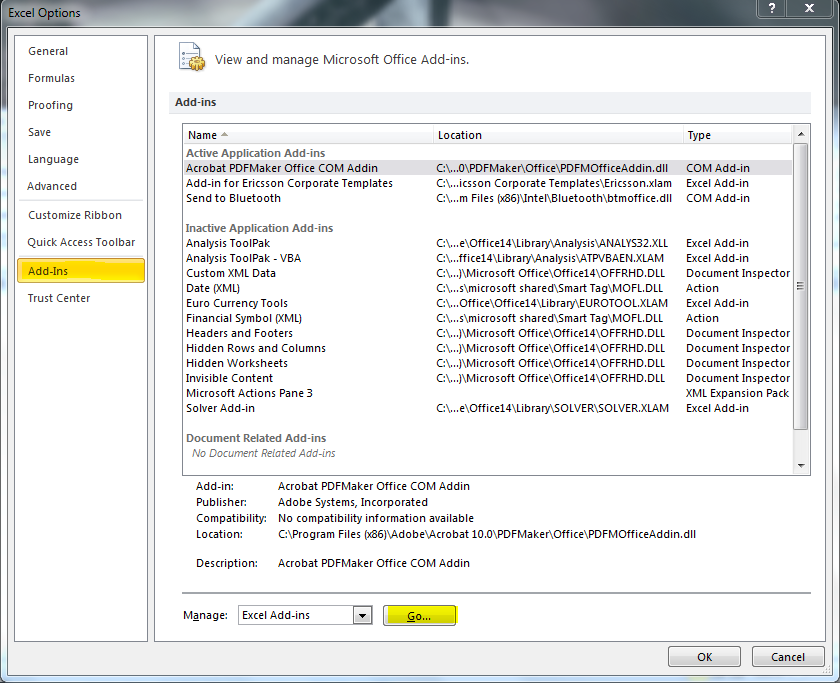 Excel Options
?
General
Formulas
Proofing
Save
Language
Advanced
Customize Ribbon
Quick Access Toolbar
Add-Ins
Trust Center
View and manage Microsoft Office Add-ins.
Add-ins
Name Location Type
Active Application Add-ins
Acrobat PDFMaker Office COM Addin C:\...0\PDFMaker\Office\PDFMOfficeAddin.dll COM Add-in
Add-in for Ericsson Corporate Templates C:\...icsson Corporate Templates\Ericsson.xlam Excel Add-in
Send to Bluetooth C:\...m Files (x86)\Intel\Bluetooth\btmoffice.dll COM Add-in
Inactive Application Add-ins
Analysis ToolPak C:\...e\Office14\Library\Analysis\ANALYS32.XLL Excel Add-in
Analysis ToolPak - VBA C:\...ffice14\Library\Analysis\ATPVBAEN.XLAM Excel Add-in
Custom XML Data C:\...)\Microsoft Office\Office14\OFFRHD.DLL Document Inspector
Date (XML) C:\...s\microsoft shared\Smart Tag\MOFL.DLL Action
Euro Currency Tools C:\...Office\Office14\Library\EUROTOOL.XLAM Excel Add-in
Financial Symbol (XML) C:\...s\microsoft shared\Smart Tag\MOFL.DLL Action
Headers and Footers C:\...)\Microsoft Office\Office14\OFFRHD.DLL Document Inspector
Hidden Rows and Columns C:\...)\Microsoft Office\Office14\OFFRHD.DLL Document Inspector
Hidden Worksheets C:\...)\Microsoft Office\Office14\OFFRHD.DLL Document Inspector
Invisible Content C:\...)\Microsoft Office\Office14\OFFRHD.DLL Document Inspector
Microsoft Actions Pane 3 XML Expansion Pack
Solver Add-in C:\...e\Office14\Library\SOLVER\SOLVER.XLAM Excel Add-in
Document Related Add-ins
No Document Related Add-ins
Add-in: Acrobat PDFMaker Office COM Addin
Publisher: Adobe Systems, Incorporated
Compatibility: No compatibility information available
Location: C:\Program Files (x86)\Adobe\Acrobat 10.0\PDFMaker\Office\PDFMOfficeAddin.dll
Description: Acrobat PDFMaker Office COM Addin
Manage: Excel Add-ins Go...
OK Cancel